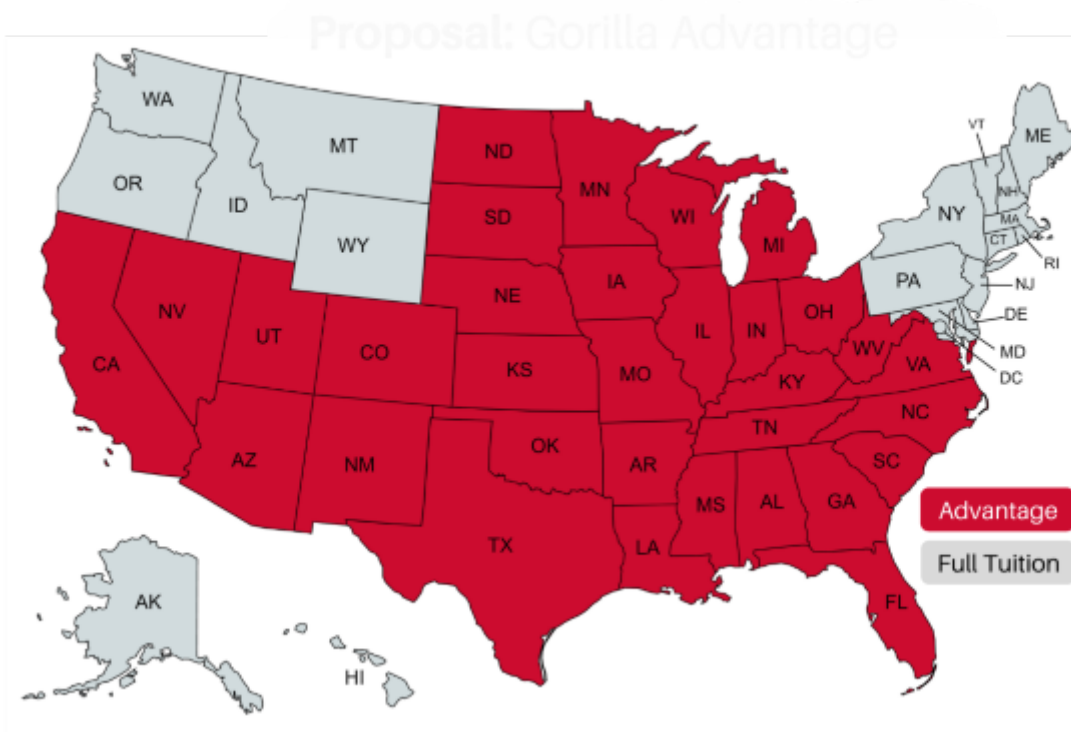 Proposal: Gorilla Advantage
WA
MT
ND
MN
VT
ME
OR
ID
SD
WI
MI
NY
NH
MA
CT
RI
WY
NE
IA
PA
NJ
NV
UT
CO
IL
IN
OH
DE
CA
KS
MO
KY
WV
VA
MD
DC
AZ
NM
OK
AR
TN
NC
SC
TX
LA
MS
AL
GA
Advantage
Full Tuition
FL
AK
HI